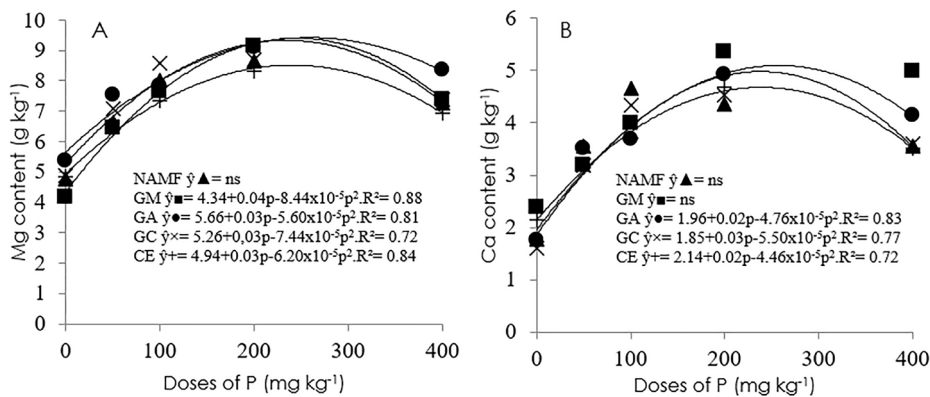 A
Mg content (g kg-1)
10
9
8
7
6
5
4
3
2
1
0
NAMF ŷ▲= ns
GM ŷ■= 4.34+0.04p-8.44x10-5p2.R²= 0.88
GA ŷ●= 5.66+0.03p-5.60x10-5p2.R²= 0.81
GC ŷ×= 5.26+0,03p-7.44x10-5p2.R²= 0.72
CE ŷ+= 4.94+0.03p-6.20x10-5p2.R²= 0.84
0 100 200 300 400
Doses of P (mg kg-1)
B
Ca content (g kg-1)
6
5
4
3
2
1
0
NAMF ŷ▲= ns
GM ŷ■= ns
GA ŷ●= 1.96+0.02p-4.76x10-5p2.R²= 0.83
GC ŷ×= 1.85+0.03p-5.50x10-5p2.R²= 0.77
CE ŷ+= 2.14+0.02p-4.46x10-5p2.R²= 0.72
0 100 200 300 400
Doses of P (mg kg-1)